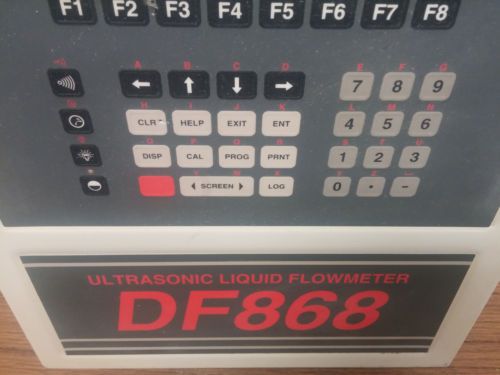 F1 F2 F3 F4 F5 F6 F7 F8
A B C D E F G
← ↑ ↓ → 7 8 9
H I J K L M N
CLR HELP EXIT ENT 4 5 6
O P Q R S T U
DISP CAL PROG PRNT 1 2 3
V W X Y Z
SCREEN LOG 0 . -
ULTRASONIC LIQUID FLOWMETER
DF868